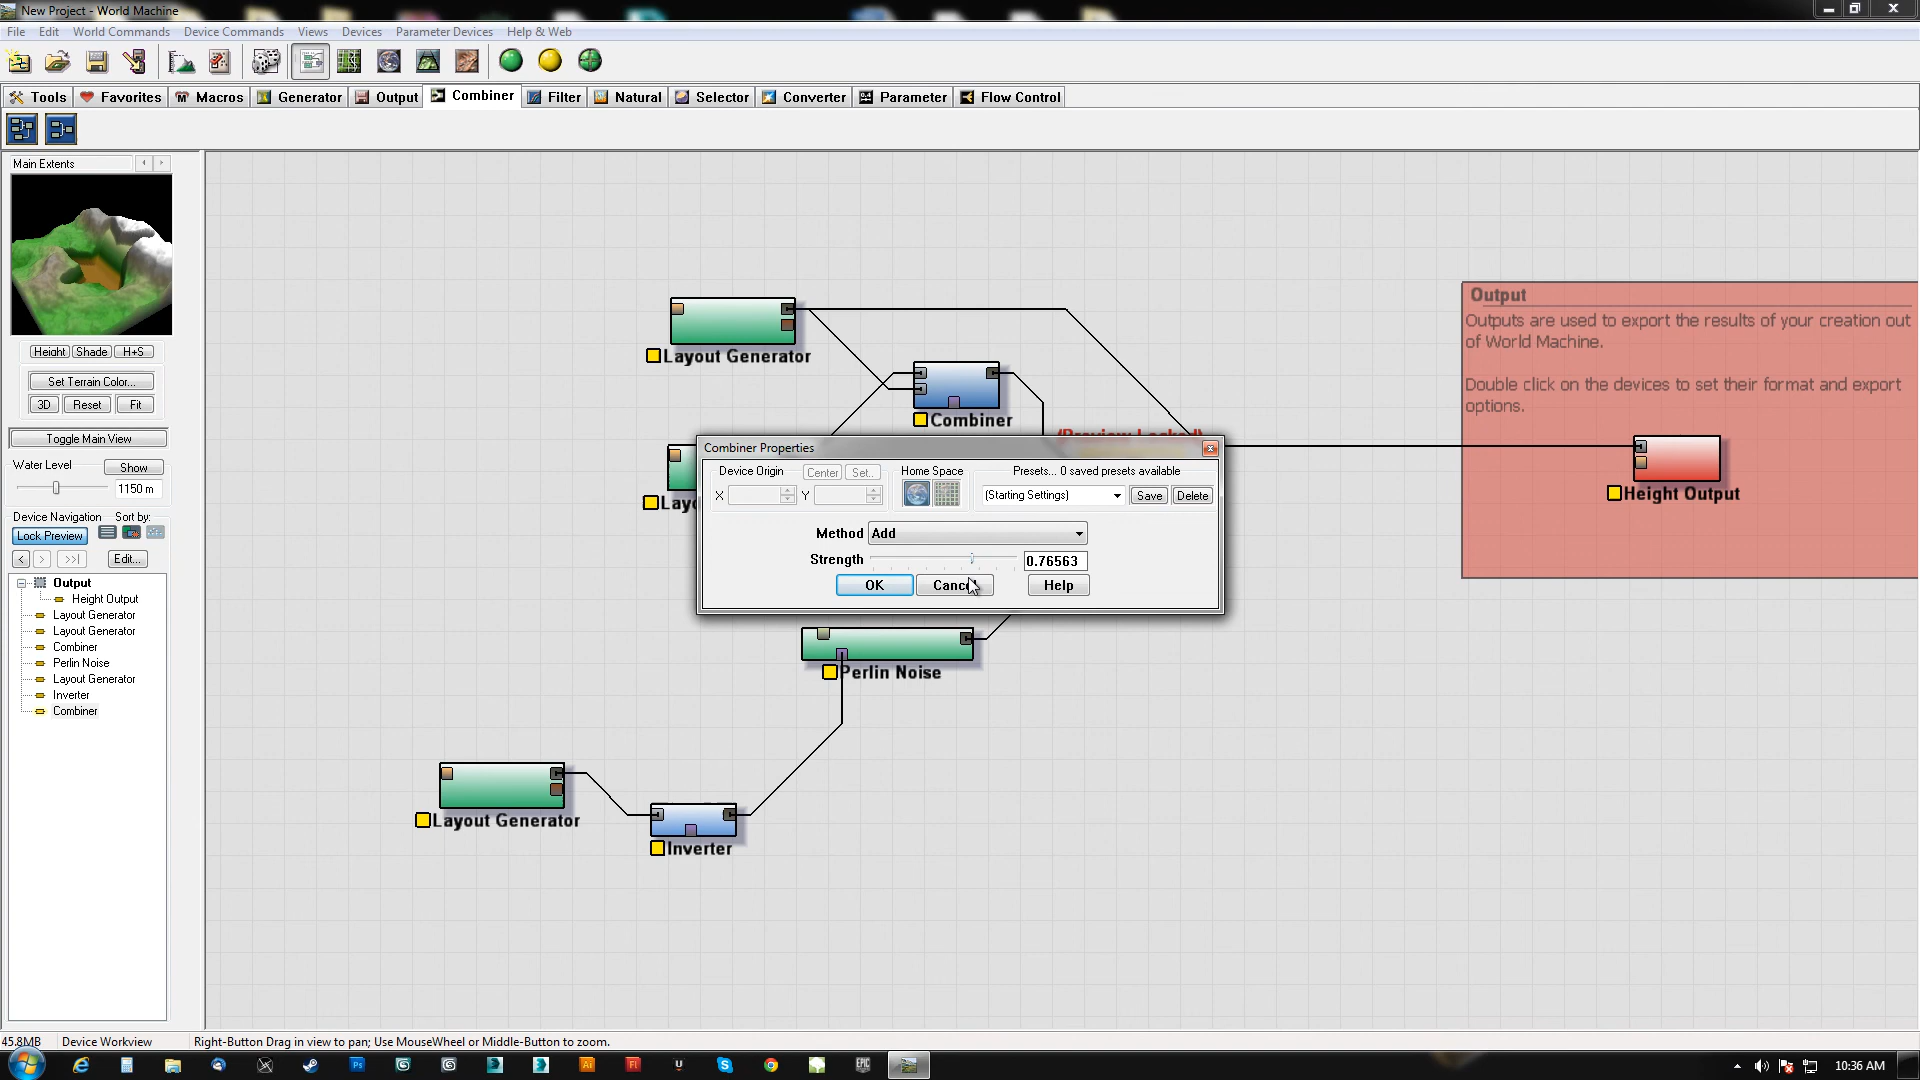 New Project - World Machine
File Edit World Commands Device Commands Views Devices Parameter Devices Help & Web
Tools Favorites Macros Generator Output Combiner Filter Natural Selector Converter Parameter Flow Control
Main Extents
Height Shade H+S
Set Terrain Color...
3D Reset Fit
Toggle Main View
Water Level Show
1150 m
Device Navigation Sort by:
Lock Preview
< > >>| Edit...
Output
Height Output
Layout Generator
Layout Generator
Combiner
Perlin Noise
Layout Generator
Inverter
Combiner
Layout Generator
Combiner
(Preview Locked)
Layo
Output
Outputs are used to export the results of your creation out
of World Machine.
Double click on the devices to set their format and export
options.
Height Output
Combiner Properties
Device Origin Center Set... Home Space Presets... 0 saved presets available
X Y (Starting Settings) Save Delete
Method Add
Strength 0.76563
OK Cancel Help
Perlin Noise
Layout Generator
Inverter
45.8MB Device Workview Right-Button Drag in view to pan; Use MouseWheel or Middle-Button to zoom.
Ps Ai Fl EPIC 10:36 AM